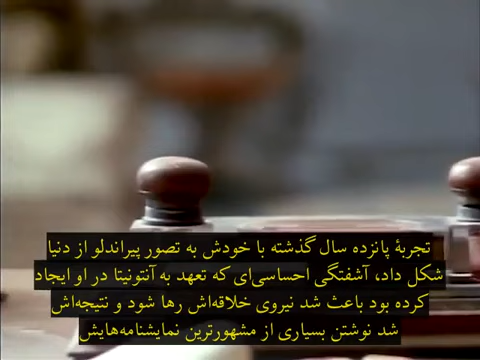 تجربهٔ پانزده سال گذشته با خودش به تصور پیراندلو از دنیا
شکل داد، آشفتگی احساسی‌ای که تعهد به آنتونیتا در او ایجاد
کرده بود باعث شد نیروی خلاقه‌اش رها شود و نتیجه‌اش
شد نوشتن بسیاری از مشهورترین نمایشنامه‌هایش